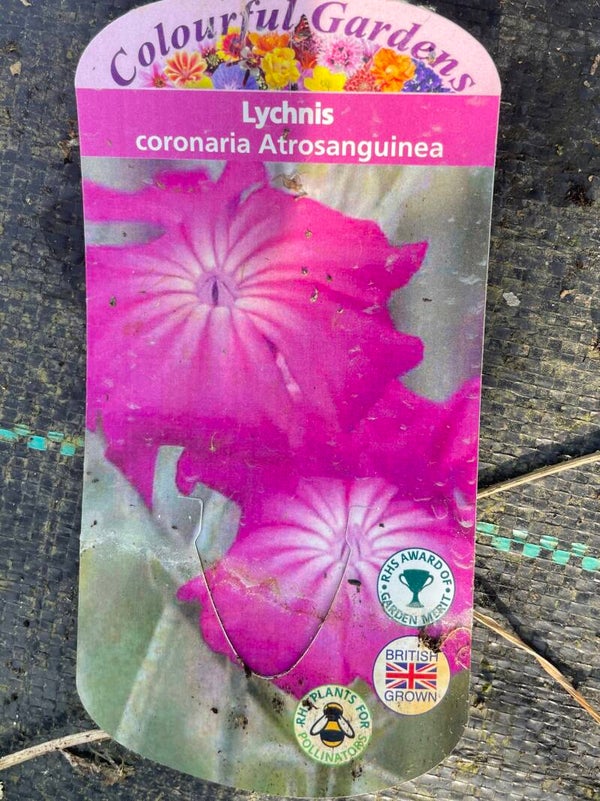 Colourful Gardens
Lychnis
coronaria Atrosanguinea
RHS AWARD OF
GARDEN MERIT
BRITISH
GROWN
RHS PLANTS FOR
POLLINATORS